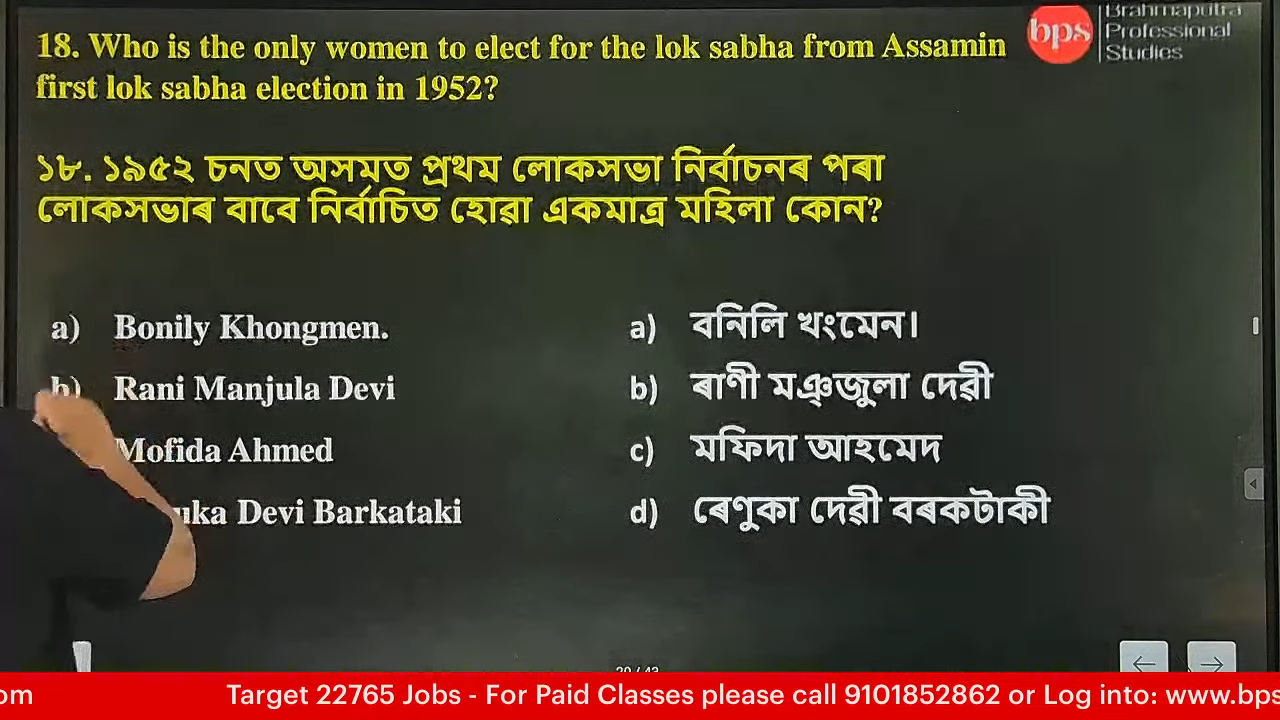 18. Who is the only women to elect for the lok sabha from Assamin
first lok sabha election in 1952?
bps
Brahmaputra
Professional
Studies
১৮. ১৯৫২ চনত অসমত প্ৰথম লোকসভা নিৰ্বাচনৰ পৰা
লোকসভাৰ বাবে নিৰ্বাচিত হোৱা একমাত্ৰ মহিলা কোন?
a) Bonily Khongmen.
b) Rani Manjula Devi
Mofida Ahmed
Devi Barkataki
a) বনিলি খংমেন।
b) ৰাণী মঞ্জুলা দেৱী
c) মফিদা আহমেদ
d) ৰেণুকা দেৱী বৰকটাকী
om Target 22765 Jobs - For Paid Classes please call 9101852862 or Log into: www.bps